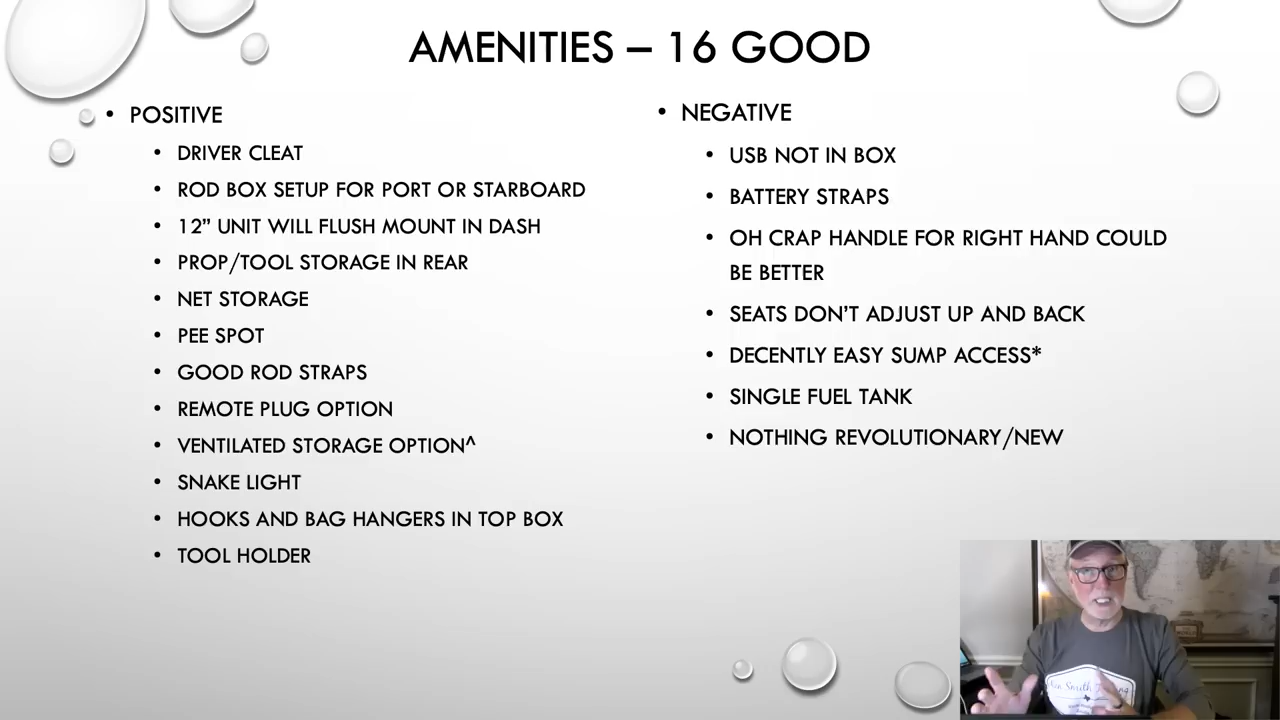 AMENITIES – 16 GOOD
• POSITIVE
• DRIVER CLEAT
• ROD BOX SETUP FOR PORT OR STARBOARD
• 12” UNIT WILL FLUSH MOUNT IN DASH
• PROP/TOOL STORAGE IN REAR
• NET STORAGE
• PEE SPOT
• GOOD ROD STRAPS
• REMOTE PLUG OPTION
• VENTILATED STORAGE OPTION^
• SNAKE LIGHT
• HOOKS AND BAG HANGERS IN TOP BOX
• TOOL HOLDER
• NEGATIVE
• USB NOT IN BOX
• BATTERY STRAPS
• OH CRAP HANDLE FOR RIGHT HAND COULD
BE BETTER
• SEATS DON’T ADJUST UP AND BACK
• DECENTLY EASY SUMP ACCESS*
• SINGLE FUEL TANK
• NOTHING REVOLUTIONARY/NEW
Smith